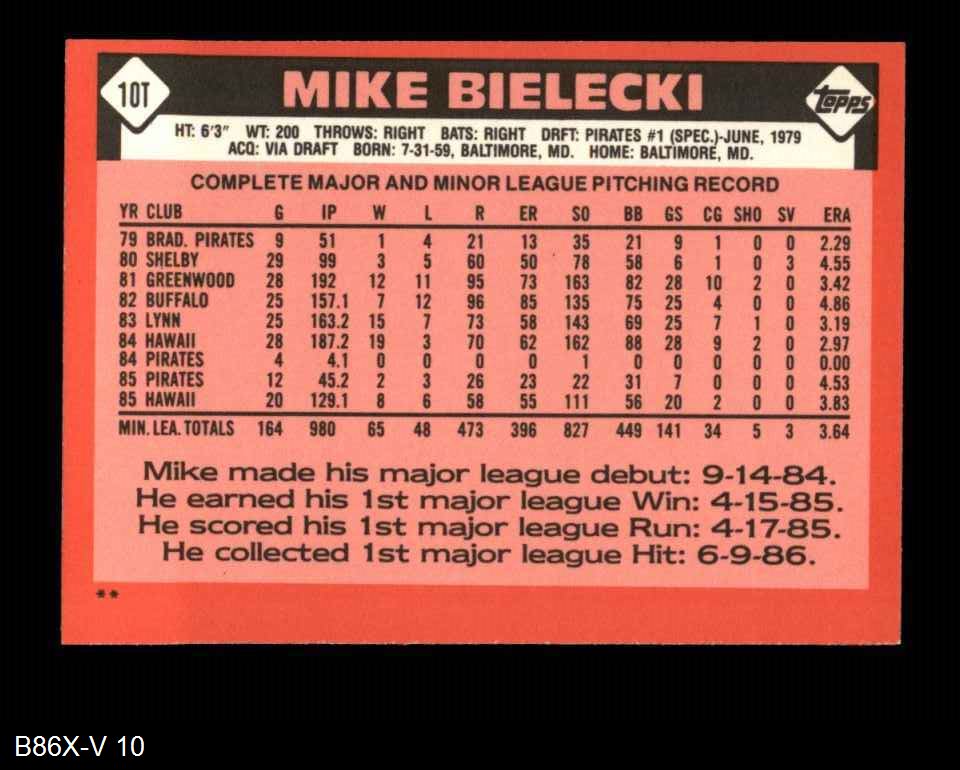 10T
MIKE BIELECKI
topps
HT: 6'3" WT: 200 THROWS: RIGHT BATS: RIGHT DRFT: PIRATES #1 (SPEC.)-JUNE, 1979
ACQ: VIA DRAFT BORN: 7-31-59, BALTIMORE, MD. HOME: BALTIMORE, MD.
COMPLETE MAJOR AND MINOR LEAGUE PITCHING RECORD
YR CLUB G IP W L R ER SO BB GS CG SHO SV ERA
79 BRAD. PIRATES 9 51 1 4 21 13 35 21 9 1 0 0 2.29
80 SHELBY 29 99 3 5 60 50 78 58 6 1 0 3 4.55
81 GREENWOOD 28 192 12 11 95 73 163 82 28 10 2 0 3.42
82 BUFFALO 25 157.1 7 12 96 85 135 75 25 4 0 0 4.86
83 LYNN 25 163.2 15 7 73 58 143 69 25 7 1 0 3.19
84 HAWAII 28 187.2 19 3 70 62 162 88 28 9 2 0 2.97
84 PIRATES 4 4.1 0 0 0 0 1 0 0 0 0 0 0.00
85 PIRATES 12 45.2 2 3 26 23 22 31 7 0 0 0 4.53
85 HAWAII 20 129.1 8 6 58 55 111 56 20 2 0 0 3.83
MIN. LEA. TOTALS 164 980 65 48 473 396 827 449 141 34 5 3 3.64
Mike made his major league debut: 9-14-84.
He earned his 1st major league Win: 4-15-85.
He scored his 1st major league Run: 4-17-85.
He collected 1st major league Hit: 6-9-86.
**
B86X-V 10